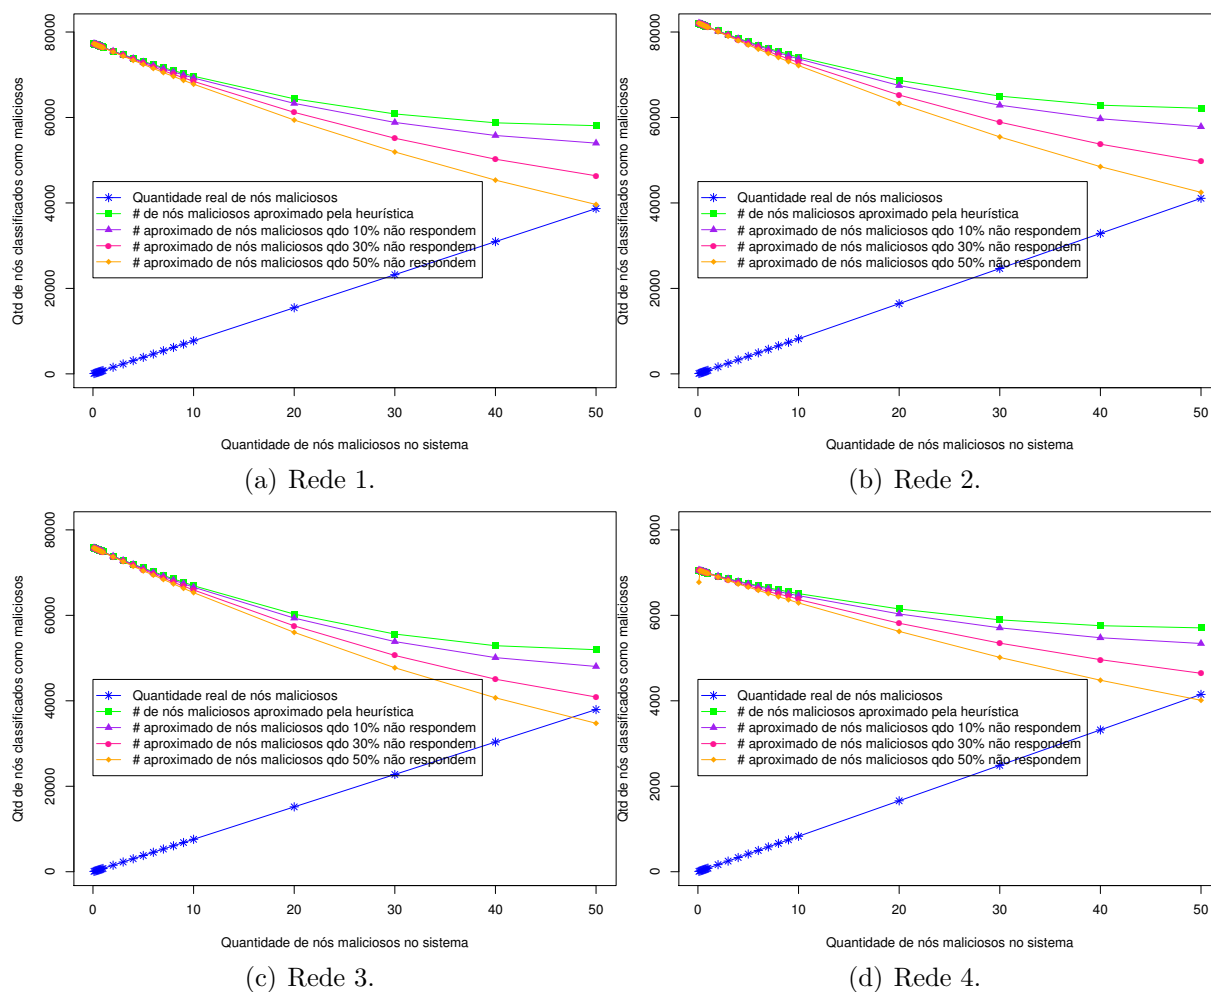 Qtd de nós classificados como maliciosos
80000
60000
40000
20000
0
Quantidade real de nós maliciosos
# de nós maliciosos aproximado pela heurística
# aproximado de nós maliciosos qdo 10% não respondem
# aproximado de nós maliciosos qdo 30% não respondem
# aproximado de nós maliciosos qdo 50% não respondem
0 10 20 30 40 50
Quantidade de nós maliciosos no sistema
(a) Rede 1.
Qtd de nós classificados como maliciosos
80000
60000
40000
20000
0
Quantidade real de nós maliciosos
# de nós maliciosos aproximado pela heurística
# aproximado de nós maliciosos qdo 10% não respondem
# aproximado de nós maliciosos qdo 30% não respondem
# aproximado de nós maliciosos qdo 50% não respondem
0 10 20 30 40 50
Quantidade de nós maliciosos no sistema
(b) Rede 2.
Qtd de nós classificados como maliciosos
80000
60000
40000
20000
0
Quantidade real de nós maliciosos
# de nós maliciosos aproximado pela heurística
# aproximado de nós maliciosos qdo 10% não respondem
# aproximado de nós maliciosos qdo 30% não respondem
# aproximado de nós maliciosos qdo 50% não respondem
0 10 20 30 40 50
Quantidade de nós maliciosos no sistema
(c) Rede 3.
Qtd de nós classificados como maliciosos
8000
6000
4000
2000
0
Quantidade real de nós maliciosos
# de nós maliciosos aproximado pela heurística
# aproximado de nós maliciosos qdo 10% não respondem
# aproximado de nós maliciosos qdo 30% não respondem
# aproximado de nós maliciosos qdo 50% não respondem
0 10 20 30 40 50
Quantidade de nós maliciosos no sistema
(d) Rede 4.